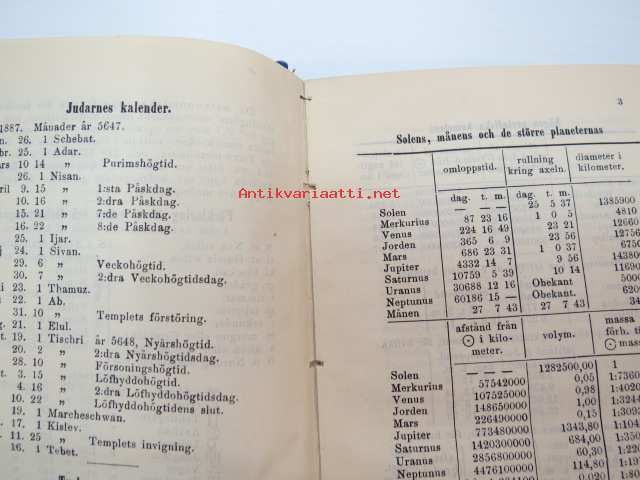 Judarnes kalender.
1887. Månader år 5647.
26. 1 Schebat.
25. 1 Adar.
10 14 „ Purimshögtid.
26. 1 Nisan.
9. 15 „ 1:sta Påskdag.
10. 16 „ 2:dra Påskdag.
15. 21 „ 7:de Påskdag.
16. 22 „ 8:de Påskdag.
25. 1 Ijar.
24. 1 Sivan.
29. 6 „ Veckohögtid.
30. 7 „ 2:dra Veckohögtidsdag.
23. 1 Thamuz.
22. 1 Ab.
31. 10 „ Templets förstöring.
21. 1 Elul.
19. 1 Tischri år 5648, Nyårshögtid.
20. 2 „ 2:dra Nyårshögtidsdag.
28. 10 „ Försoningshögtid.
3. 15 „ Löfhyddohögtid.
4. 16 „ 2:dra Löfhyddohögtidsdag.
10. 22 „ Löfhyddohögtidens slut.
19. 1 Marcheschwan.
17. 1 Kislev.
11. 25 „ Templets invigning.
16. 1 Tebet.
Antikvariaatti.net
3
Solens, månens och de större planeternas
omloppstid. rullning kring axeln. diameter i kilometer.
dag. t. m. dag. t. m.
Solen — — — 25 5 37 1385900
Merkurius 87 23 16 1 0 5 4810
Venus 224 16 49 23 21 12660
Jorden 365 6 9 23 56 12756
Mars 686 23 31 1 0 37 6750
Jupiter 4332 14 7 9 56 143800
Saturnus 10759 5 39 10 14
Uranus 30688 12 16 Obekant
Neptunus 60186 15 — Obekant.
Månen 27 7 43 27 7 43
afstånd från ☉ i kilometer. volym. massa förh. ☉ mass
Solen — 1282500,00 1
Merkurius 57542000 0,05
Venus 107525000 0,98
Jorden 148650000 1,00
Mars 226490000 0,15
Jupiter 773480000 1343,80
Saturnus 1420300000 684,00
Uranus 2856800000 60,30
Neptunus 4476100000 114,80